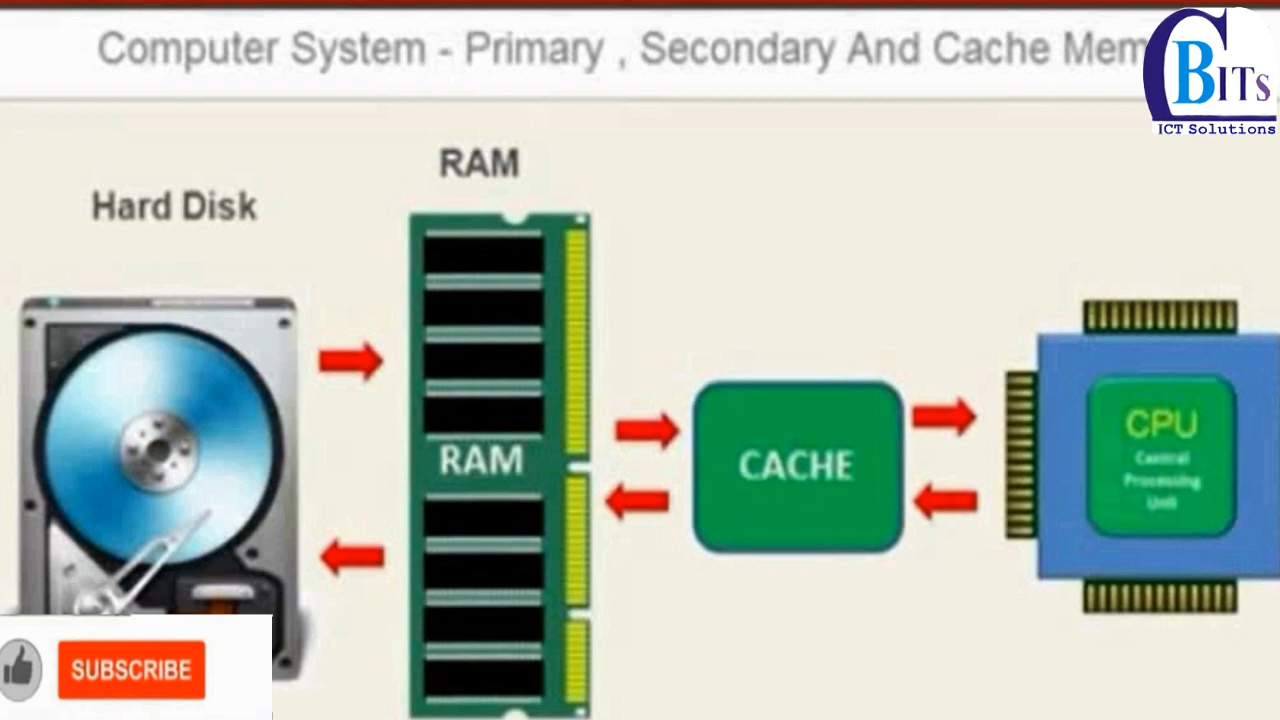 Computer System - Primary , Secondary And Cache Mem
CBITs
ICT Solutions
RAM
Hard Disk
RAM
CACHE
CPU
Central
Processing
Unit
SUBSCRIBE